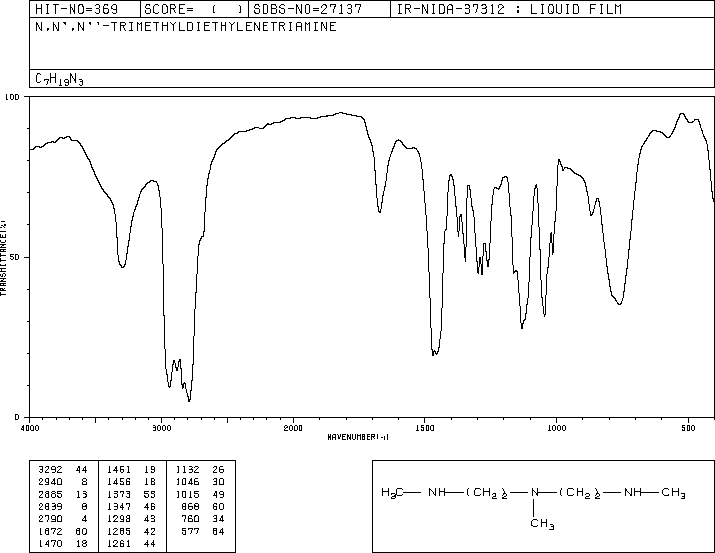 HIT-NO=369 SCORE= ( ) SDBS-NO=27137 IR-NIDA-37312 : LIQUID FILM
N,N',N''-TRIMETHYLDIETHYLENETRIAMINE
C7H19N3
100
TRANSMITTANCE(%)
50
0
4000 3000 2000 1500 1000 500
WAVENUMBER(-1)
3292 44 1461 19 1132 26
2940 8 1456 18 1046 30
2885 13 1373 55 1015 49
2839 8 1347 46 868 60
2790 4 1298 43 760 34
1672 60 1285 42 577 84
1470 18 1261 44
H3C NH (CH2)2 N (CH2)2 NH CH3
CH3